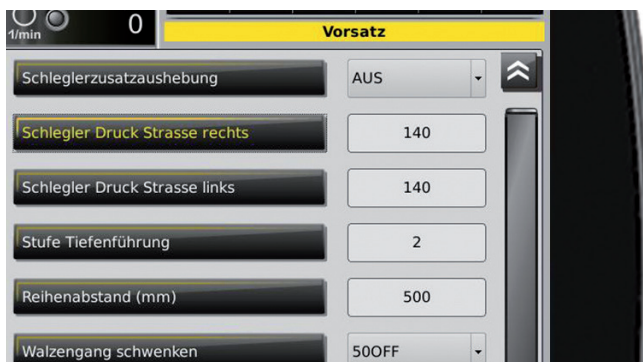 1/min
0
Vorsatz
Schleglerzusatzaushebung AUS
Schlegler Druck Strasse rechts 140
Schlegler Druck Strasse links 140
Stufe Tiefenführung 2
Reihenabstand (mm) 500
Walzengang schwenken 50OFF